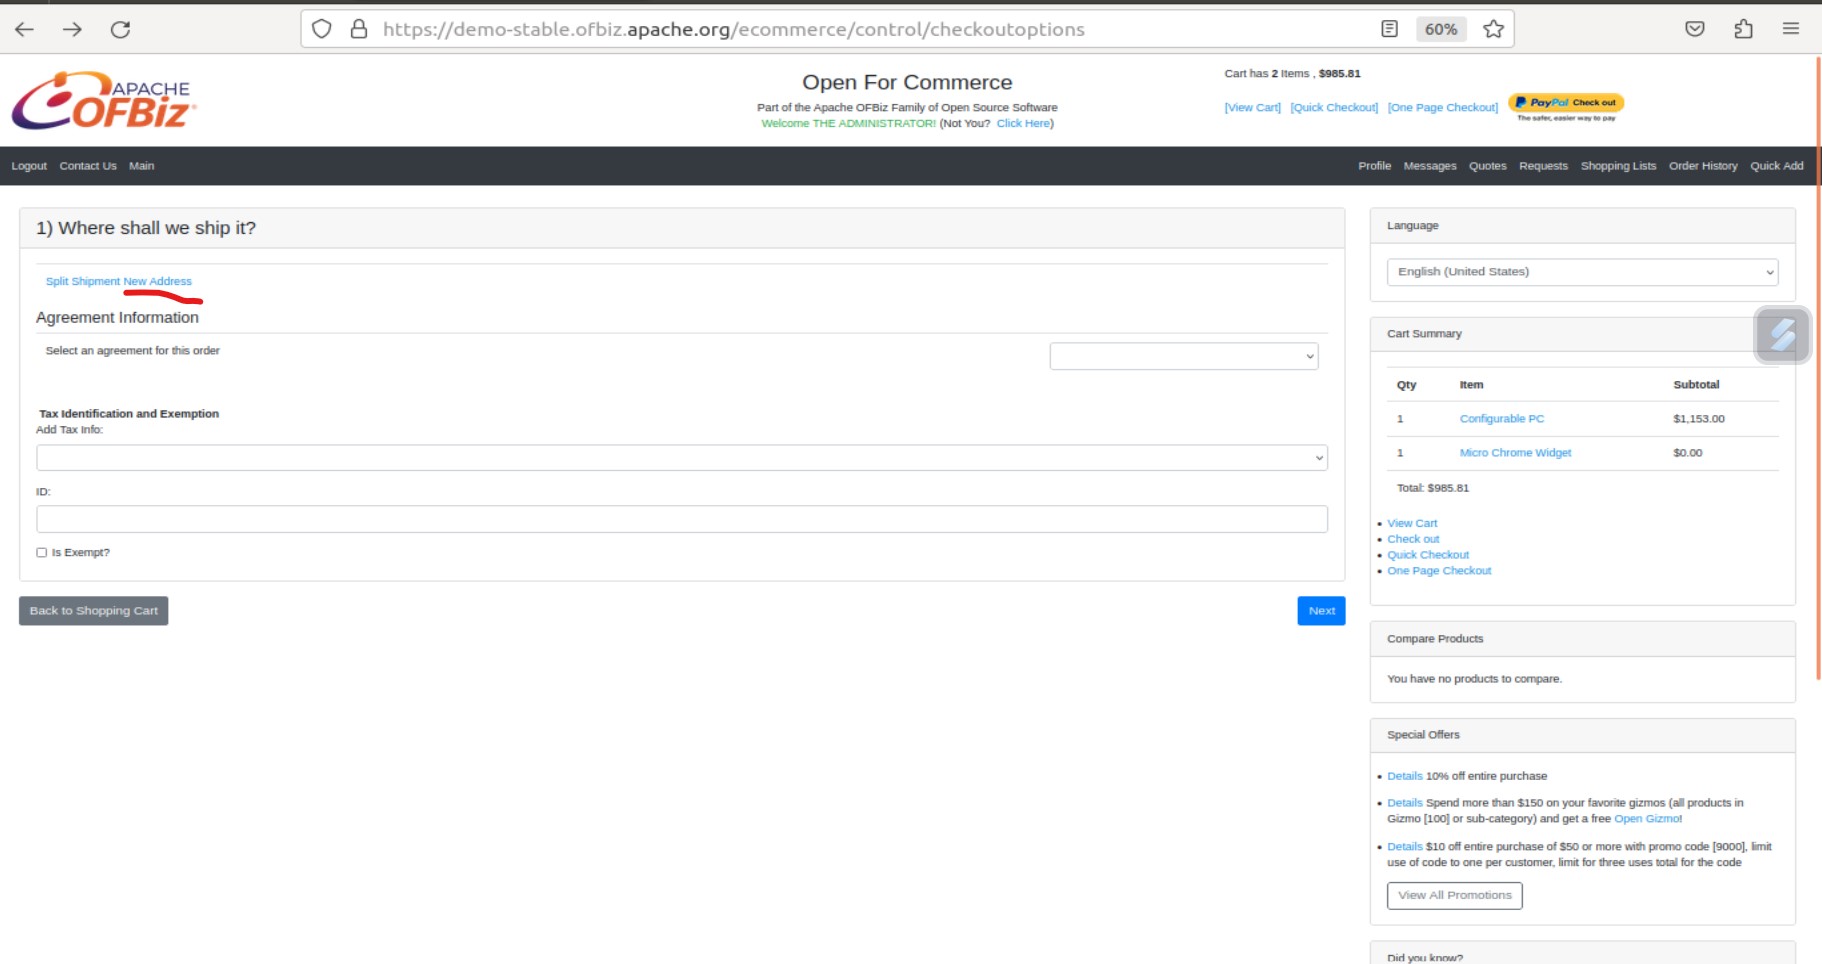 https://demo-stable.ofbiz.apache.org/ecommerce/control/checkoutoptions
60%
APACHE
OFBiz
Open For Commerce
Part of the Apache OFBiz Family of Open Source Software
Welcome THE ADMINISTRATOR! (Not You? Click Here)
Cart has 2 Items , $985.81
[View Cart] [Quick Checkout] [One Page Checkout]
PayPal Check out
The safer, easier way to pay
Logout Contact Us Main
Profile Messages Quotes Requests Shopping Lists Order History Quick Add
1) Where shall we ship it?
Split Shipment New Address
Agreement Information
Select an agreement for this order
Tax Identification and Exemption
Add Tax Info:
ID:
Is Exempt?
Back to Shopping Cart
Next
Language
English (United States)
Cart Summary
Qty Item Subtotal
1 Configurable PC $1,153.00
1 Micro Chrome Widget $0.00
Total: $985.81
View Cart
Check out
Quick Checkout
One Page Checkout
Compare Products
You have no products to compare.
Special Offers
Details 10% off entire purchase
Details Spend more than $150 on your favorite gizmos (all products in
Gizmo [100] or sub-category) and get a free Open Gizmo!
Details $10 off entire purchase of $50 or more with promo code [9000], limit
use of code to one per customer, limit for three uses total for the code
View All Promotions
Did you know?